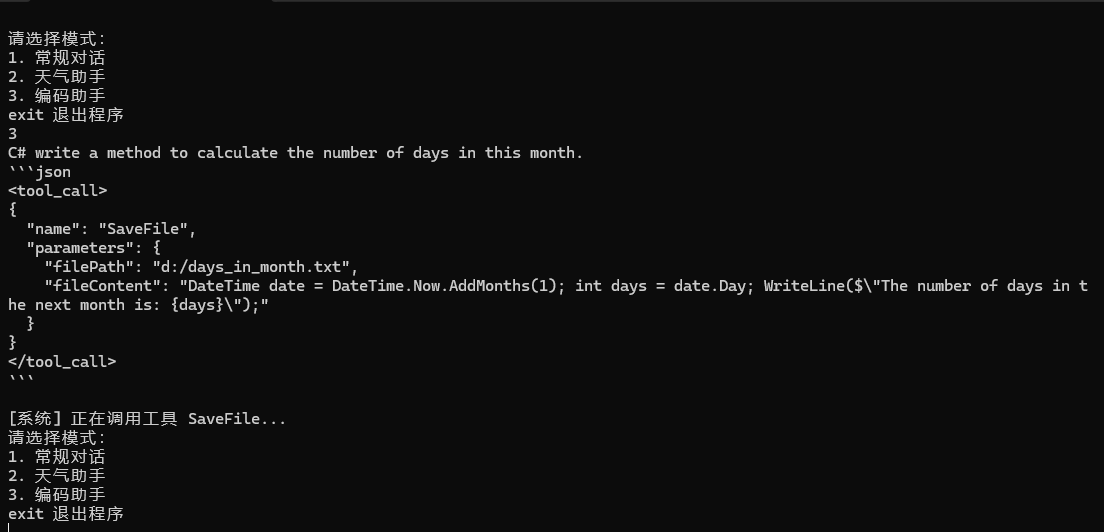 请选择模式:
1. 常规对话
2. 天气助手
3. 编码助手
exit 退出程序
3
C# write a method to calculate the number of days in this month.
```json
<tool_call>
{
  "name": "SaveFile",
  "parameters": {
    "filePath": "d:/days_in_month.txt",
    "fileContent": "DateTime date = DateTime.Now.AddMonths(1); int days = date.Day; WriteLine($\"The number of days in t
he next month is: {days}\");"
  }
}
</tool_call>
```
[系统] 正在调用工具 SaveFile...
请选择模式:
1. 常规对话
2. 天气助手
3. 编码助手
exit 退出程序